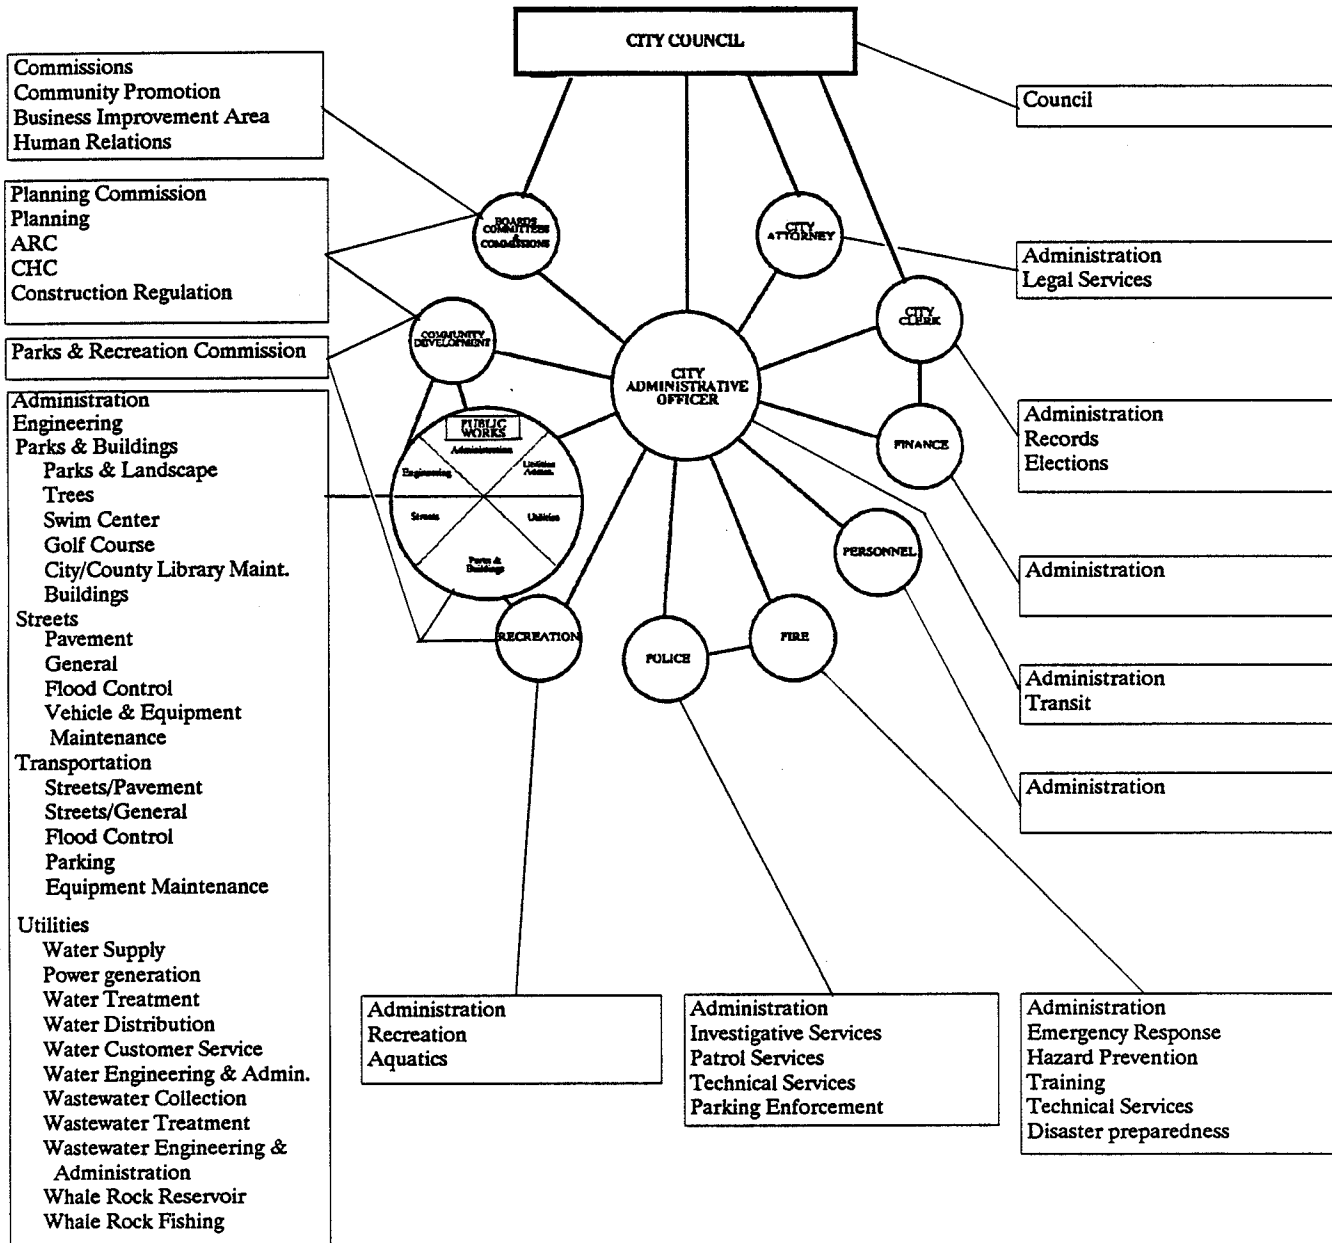 CITY COUNCIL
Commissions
Community Promotion
Business Improvement Area
Human Relations
Council
Planning Commission
Planning
ARC
CHC
Construction Regulation
BOARDS
COMMITTEES
&
COMMISSIONS
CITY
ATTORNEY
Administration
Legal Services
CITY
CLERK
COMMUNITY
DEVELOPMENT
Parks & Recreation Commission
CITY
ADMINISTRATIVE
OFFICER
Administration
Engineering
Parks & Buildings
Parks & Landscape
Trees
Swim Center
Golf Course
City/County Library Maint.
Buildings
Streets
Pavement
General
Flood Control
Vehicle & Equipment
Maintenance
Transportation
Streets/Pavement
Streets/General
Flood Control
Parking
Equipment Maintenance
Utilities
Water Supply
Power generation
Water Treatment
Water Distribution
Water Customer Service
Water Engineering & Admin.
Wastewater Collection
Wastewater Treatment
Wastewater Engineering &
Administration
Whale Rock Reservoir
Whale Rock Fishing
PUBLIC
WORKS
Administration
Engineering
Utilities
Streets
Utilities
Parks &
Buildings
FINANCE
Administration
Records
Elections
PERSONNEL
Administration
RECREATION
POLICE
FIRE
Administration
Transit
Administration
Administration
Recreation
Aquatics
Administration
Investigative Services
Patrol Services
Technical Services
Parking Enforcement
Administration
Emergency Response
Hazard Prevention
Training
Technical Services
Disaster preparedness